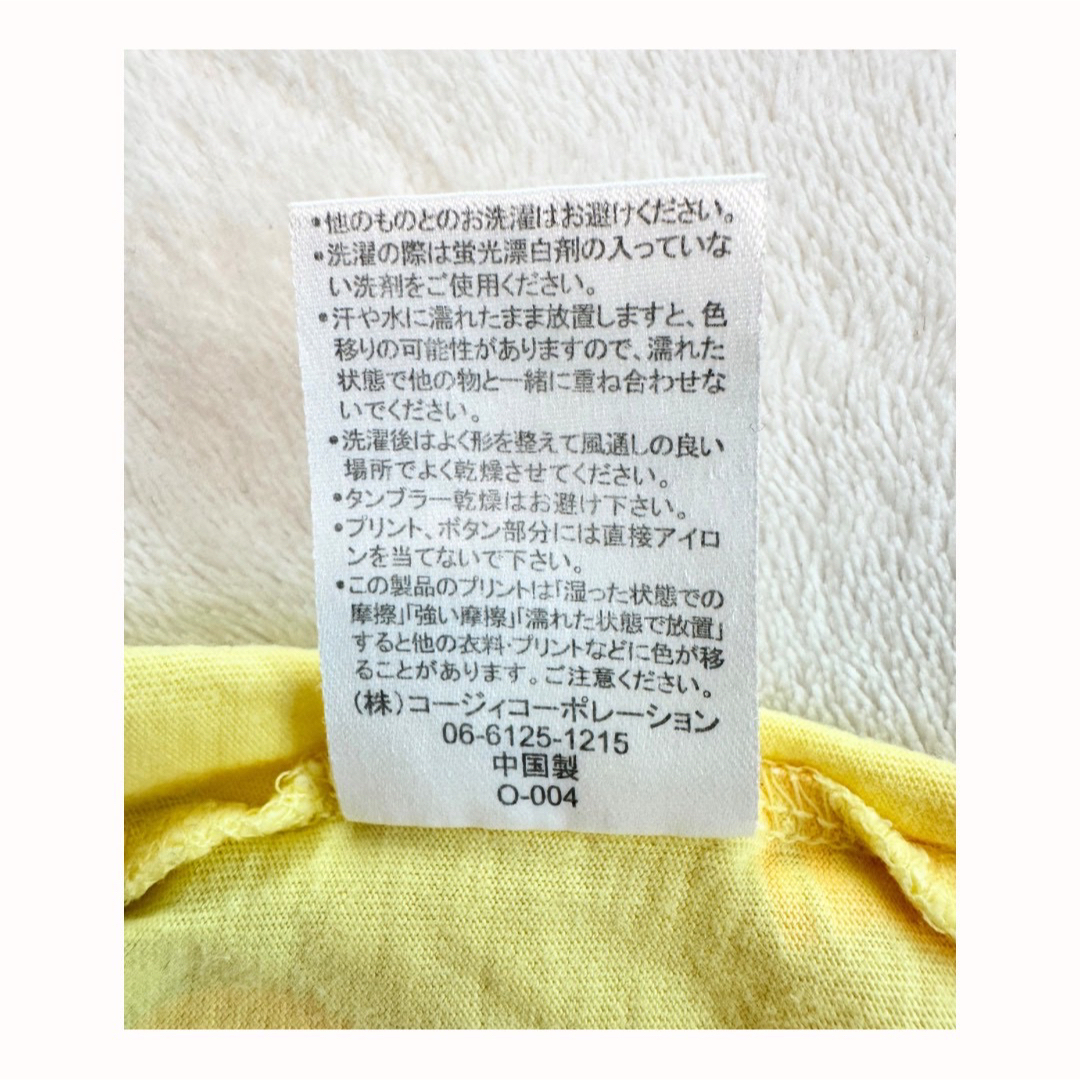 •他のものとのお洗濯はお避けください。
•洗濯の際は蛍光漂白剤の入っていな
い洗剤をご使用ください。
•汗や水に濡れたまま放置しますと、色
移りの可能性がありますので、濡れた
状態で他の物と一緒に重ね合わせな
いでください。
•洗濯後はよく形を整えて風通しの良い
場所でよく乾燥させてください。
•タンブラー乾燥はお避け下さい。
•プリント、ボタン部分には直接アイロ
ンを当てないで下さい。
•この製品のプリントは「湿った状態での
摩擦」「強い摩擦」「濡れた状態で放置」
すると他の衣料・プリントなどに色が移
ることがあります。ご注意ください。
(株)コージィコーポレーション
06-6125-1215
中国製
O-004